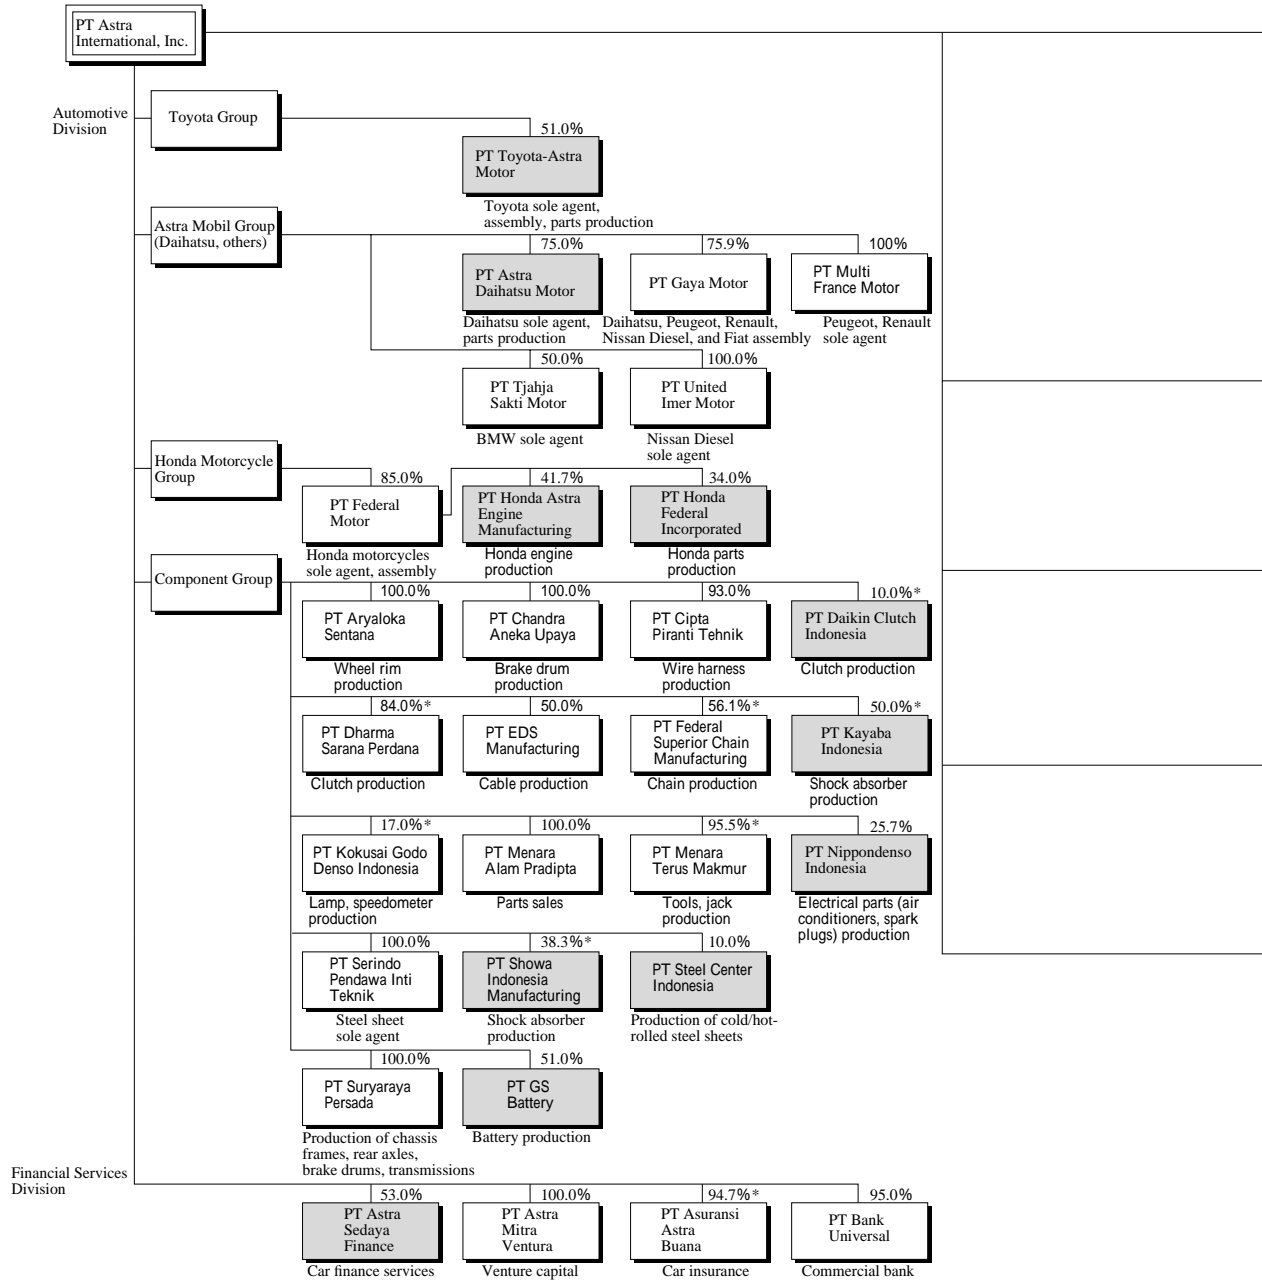 PT Astra
International, Inc.
Automotive
Division
Toyota Group
51.0%
PT Toyota-Astra
Motor
Toyota sole agent,
assembly, parts production
Astra Mobil Group
(Daihatsu, others)
75.0%
75.9%
100%
PT Astra
Daihatsu Motor
PT Gaya Motor
PT Multi
France Motor
Daihatsu sole agent,
parts production
Daihatsu, Peugeot, Renault,
Nissan Diesel, and Fiat assembly
Peugeot, Renault
sole agent
50.0%
100.0%
PT Tjahja
Sakti Motor
PT United
Imer Motor
BMW sole agent
Nissan Diesel
sole agent
Honda Motorcycle
Group
85.0%
41.7%
34.0%
PT Federal
Motor
PT Honda Astra
Engine
Manufacturing
PT Honda
Federal
Incorporated
Honda motorcycles
sole agent, assembly
Honda engine
production
Honda parts
production
Component Group
100.0%
100.0%
93.0%
10.0%*
PT Aryaloka
Sentana
PT Chandra
Aneka Upaya
PT Cipta
Piranti Tehnik
PT Daikin Clutch
Indonesia
Wheel rim
production
Brake drum
production
Wire harness
production
Clutch production
84.0%*
50.0%
56.1%*
50.0%*
PT Dharma
Sarana Perdana
PT EDS
Manufacturing
PT Federal
Superior Chain
Manufacturing
PT Kayaba
Indonesia
Clutch production
Cable production
Chain production
Shock absorber
production
17.0%*
100.0%
95.5%*
25.7%
PT Kokusai Godo
Denso Indonesia
PT Menara
Alam Pradipta
PT Menara
Terus Makmur
PT Nippondenso
Indonesia
Lamp, speedometer
production
Parts sales
Tools, jack
production
Electrical parts (air
conditioners, spark
plugs) production
100.0%
38.3%*
10.0%
PT Serindo
Pendawa Inti
Teknik
PT Showa
Indonesia
Manufacturing
PT Steel Center
Indonesia
Steel sheet
sole agent
Shock absorber
production
Production of cold/hot-
rolled steel sheets
100.0%
51.0%
PT Suryaraya
Persada
PT GS
Battery
Production of chassis
frames, rear axles,
brake drums, transmissions
Battery production
Financial Services
Division
53.0%
100.0%
94.7%*
95.0%
PT Astra
Sedaya
Finance
PT Astra
Mitra
Ventura
PT Asuransi
Astra
Buana
PT Bank
Universal
Car finance services
Venture capital
Car insurance
Commercial bank